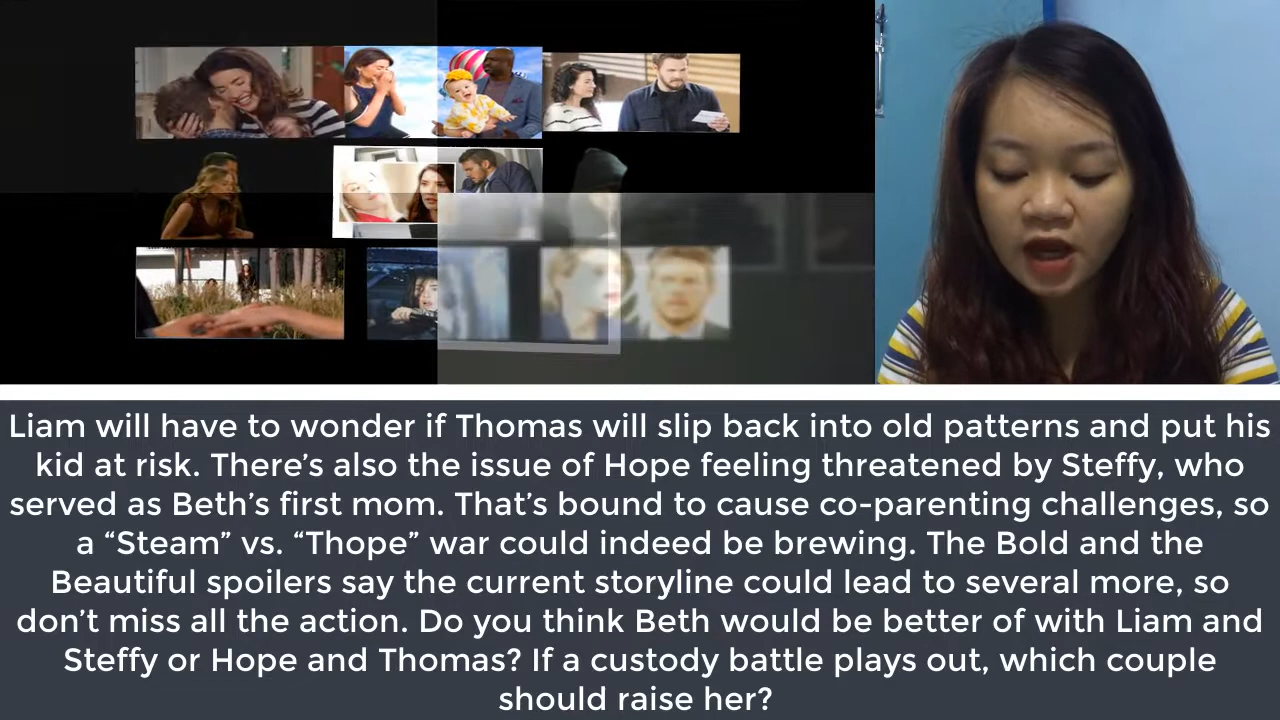 Liam will have to wonder if Thomas will slip back into old patterns and put his
kid at risk. There’s also the issue of Hope feeling threatened by Steffy, who
served as Beth’s first mom. That’s bound to cause co-parenting challenges, so
a “Steam” vs. “Thope” war could indeed be brewing. The Bold and the
Beautiful spoilers say the current storyline could lead to several more, so
don’t miss all the action. Do you think Beth would be better of with Liam and
Steffy or Hope and Thomas? If a custody battle plays out, which couple
should raise her?